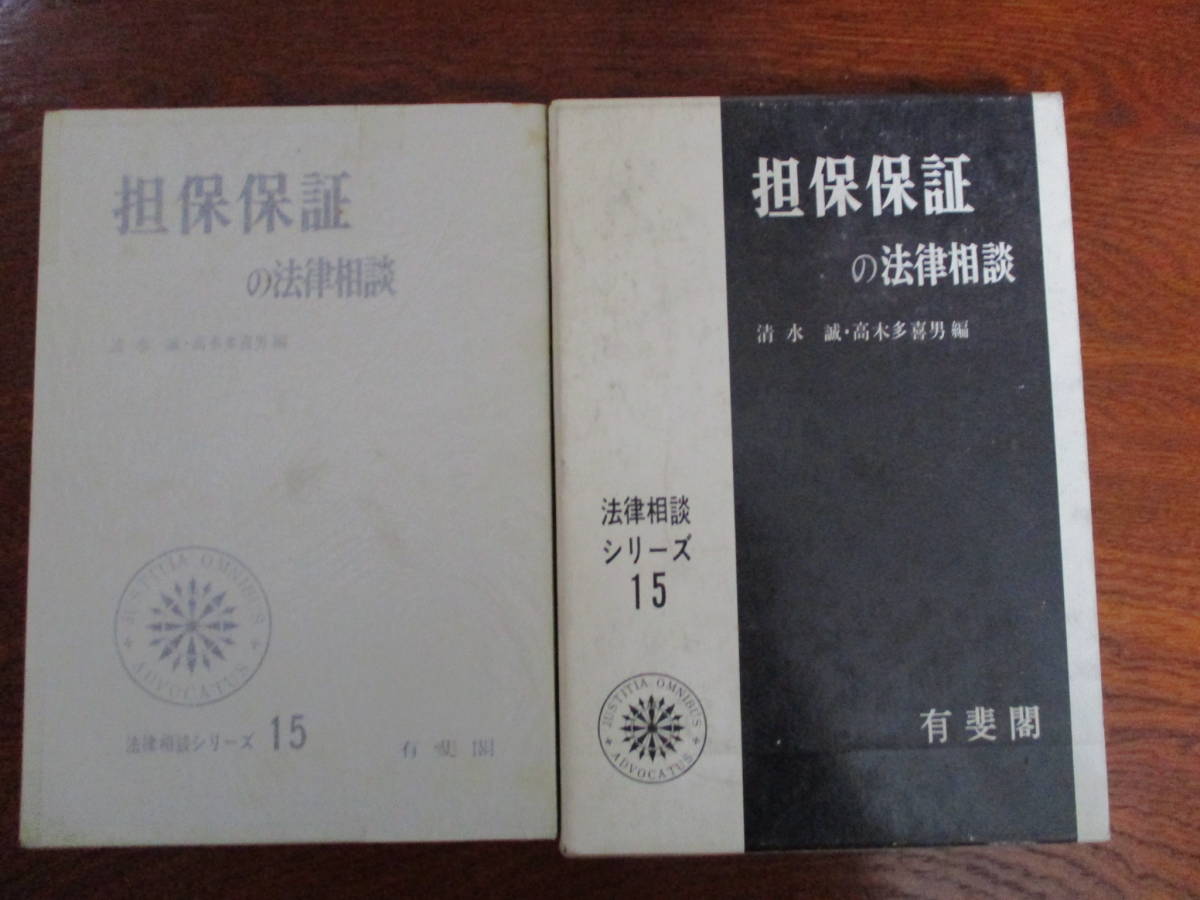 担保保証
の法律相談
清水 誠・高木多喜男編
JUSTITIA OMNIBUS
ADVOCATUS
法律相談シリーズ 15
有斐閣
担保保証
の法律相談
清水 誠・高木多喜男編
法律相談
シリーズ
15
JUSTITIA OMNIBUS
ADVOCATUS
有斐閣